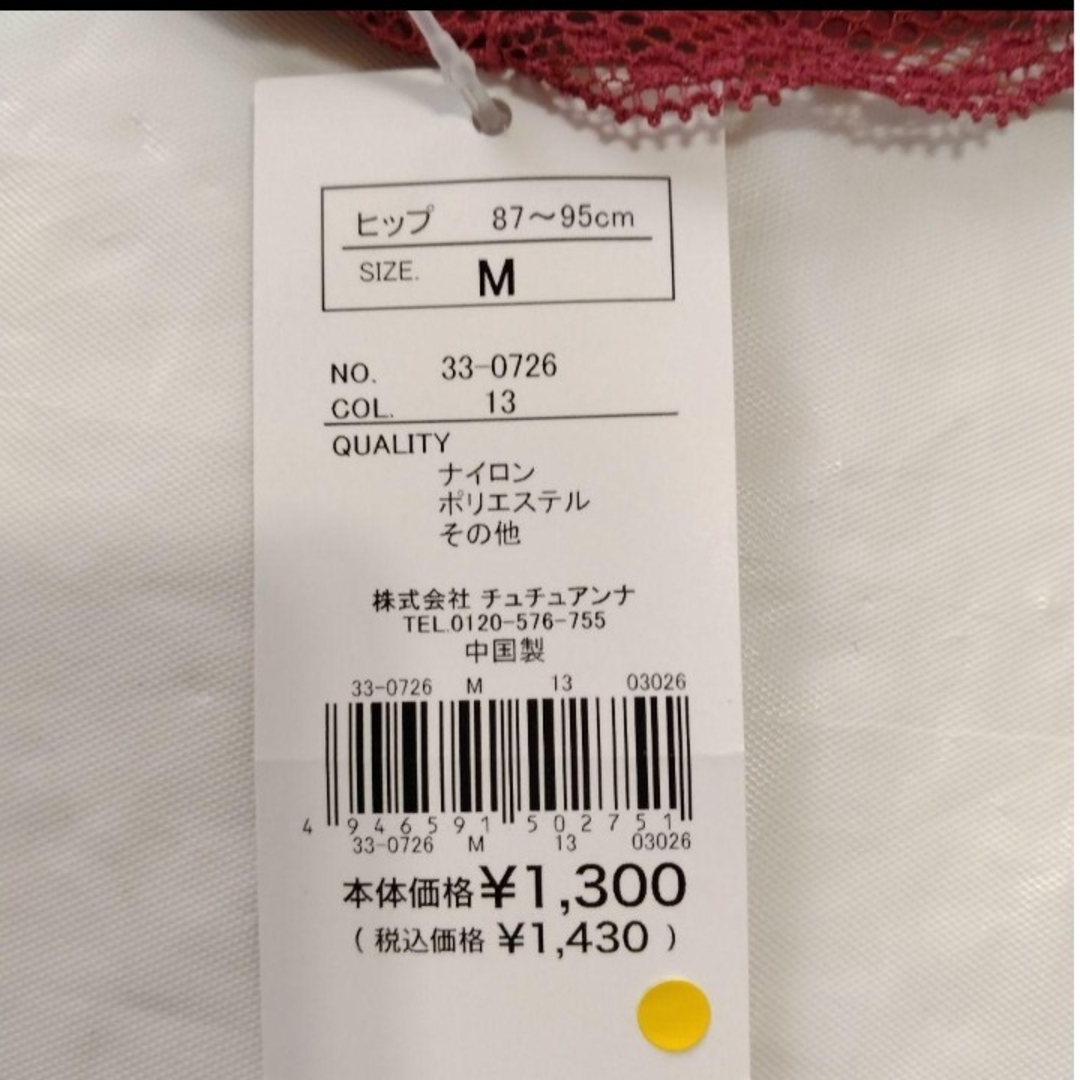 ヒップ 87～95cm
SIZE. M
NO. 33-0726
COL. 13
QUALITY
ナイロン
ポリエステル
その他
株式会社 チュチュアンナ
TEL.0120-576-755
中国製
33-0726 M 13 03026
4 946591 502751
33-0726 M 13 03026
本体価格¥1,300
( 税込価格 ¥1,430 )